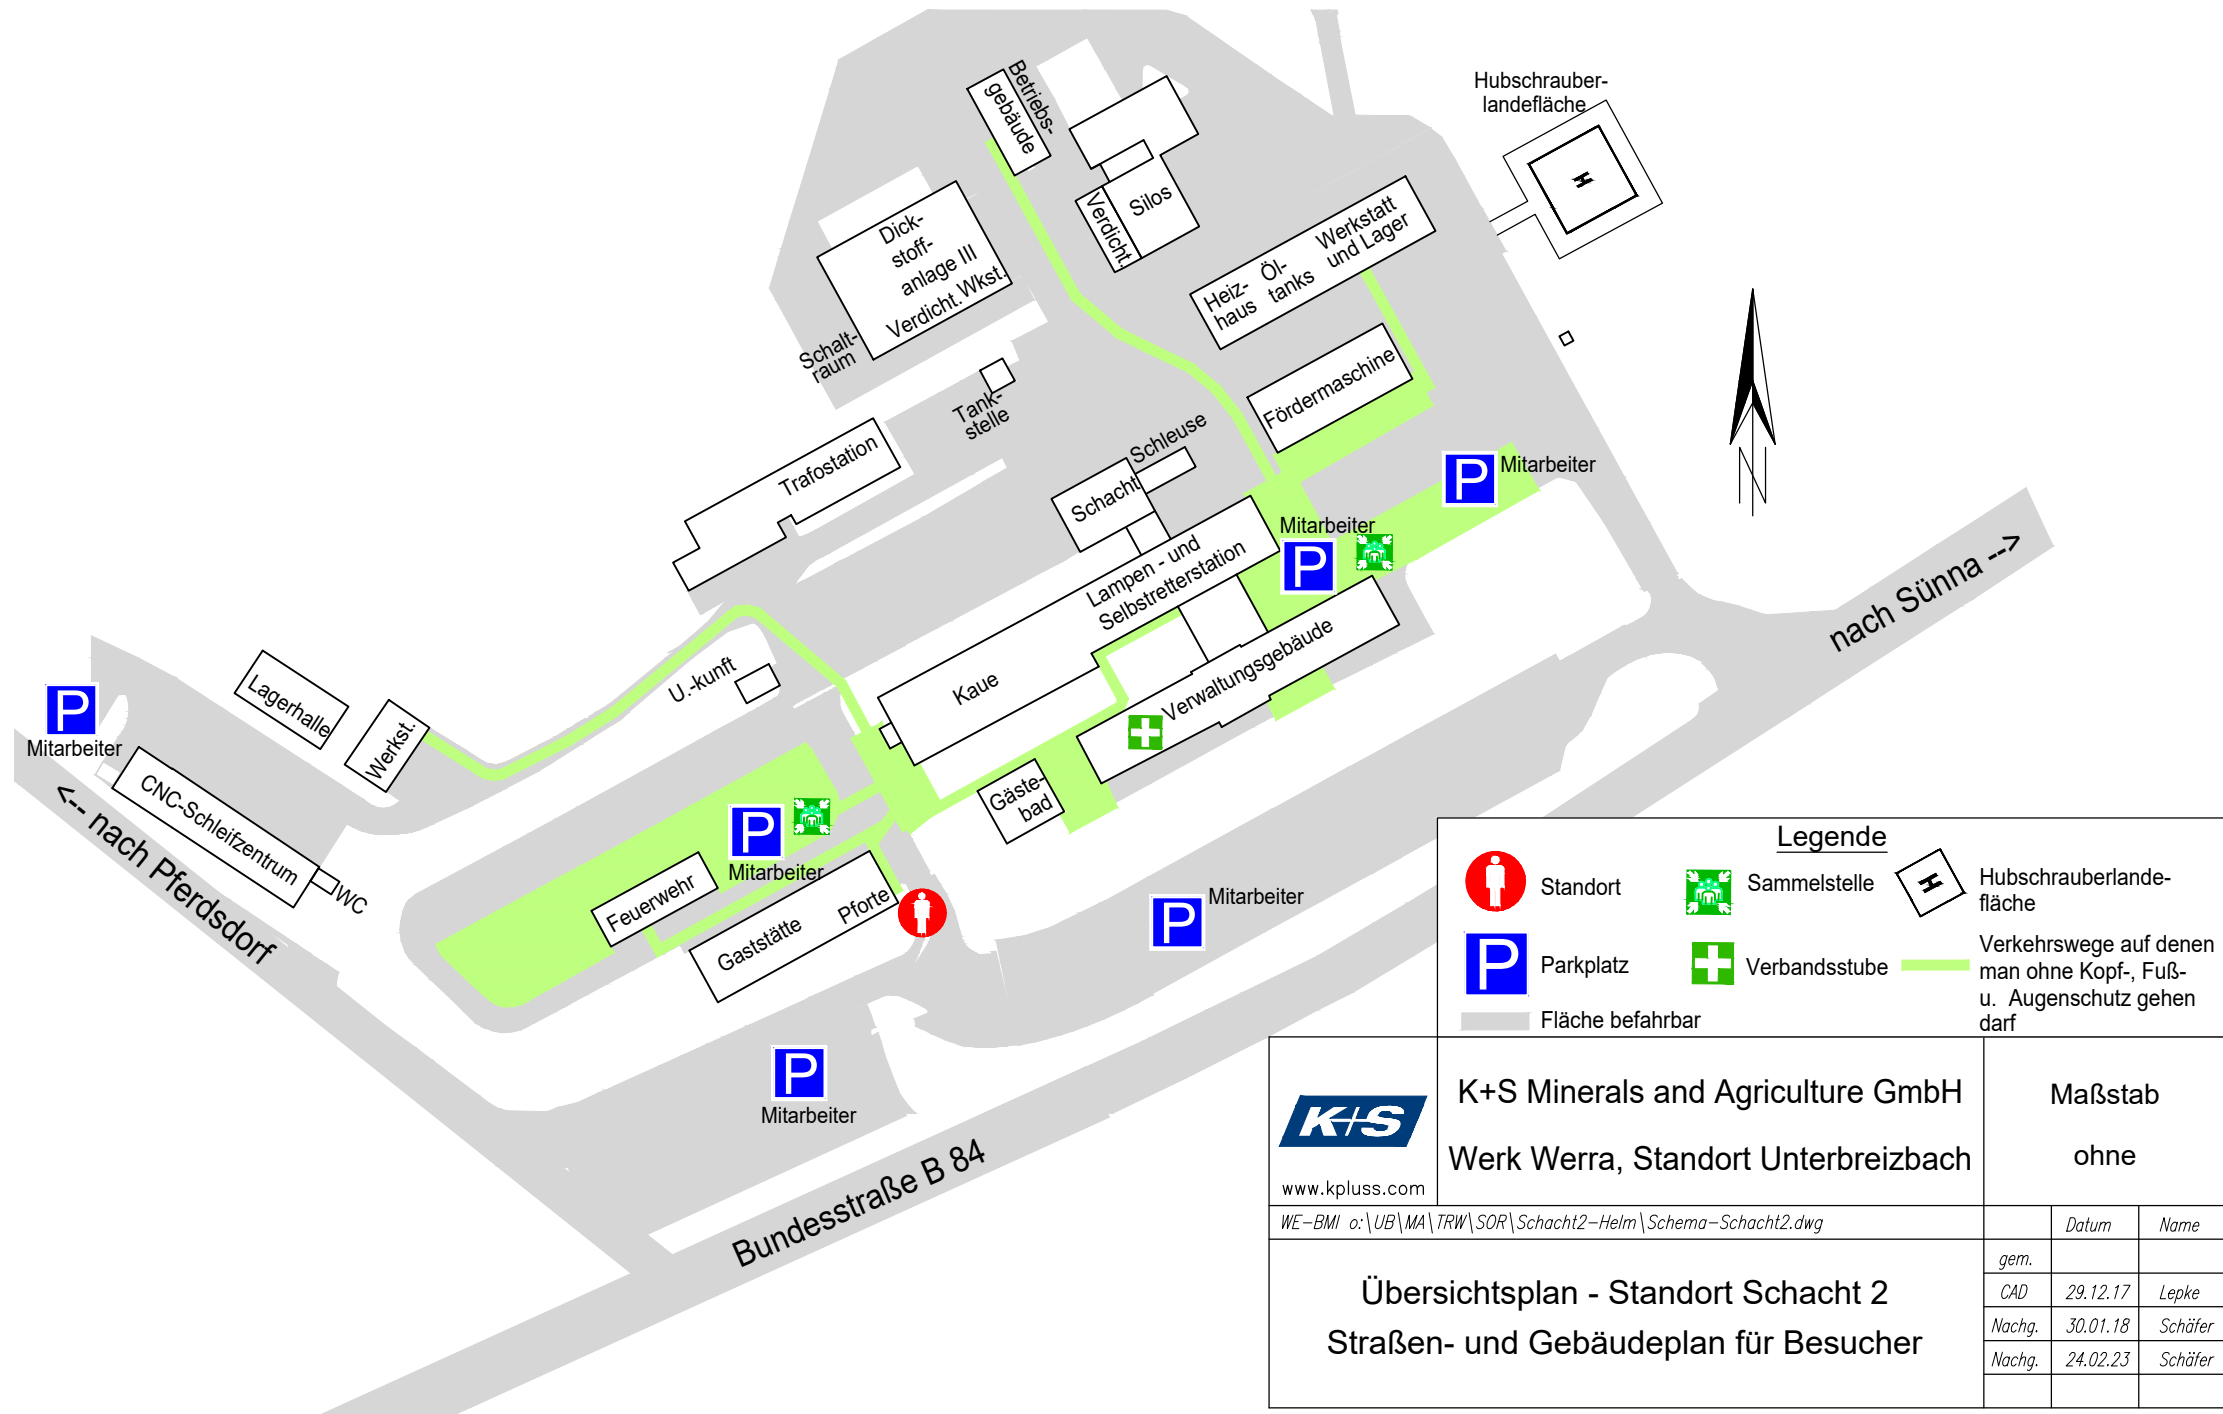 Hubschrauber-
landefläche
H
Betriebs-
gebäude
Silos
Verdicht.
Dick-
stoff-
anlage III
Verdicht. Wkst.
Schalt-
raum
Werkstatt
und Lager
Öl-
tanks
Heiz-
haus
Fördermaschine
Tank-
stelle
Trafostation
Schleuse
Schacht
P Mitarbeiter
Mitarbeiter
P
Lampen - und
Selbstretterstation
Kaue
Verwaltungsgebäude
Gäste-
bad
U.-kunft
Lagerhalle
Werkst.
P
Mitarbeiter
CNC-Schleifzentrum
WC
<-- nach Pferdsdorf
P
Mitarbeiter
Feuerwehr
Gaststätte
Pforte
P Mitarbeiter
P
Mitarbeiter
Bundesstraße B 84
nach Sünna -->
N
Legende
Standort
Sammelstelle
H
Hubschrauberlande-
fläche
P
Parkplatz
Verbandsstube
Verkehrswege auf denen
man ohne Kopf-, Fuß-
u. Augenschutz gehen
darf
Fläche befahrbar
K+S
www.kpluss.com
K+S Minerals and Agriculture GmbH
Werk Werra, Standort Unterbreizbach
Maßstab
ohne
WE-BMI o:\UB\MA\TRW\SOR\Schacht2-Helm\Schema-Schacht2.dwg
Datum Name
gem.
CAD 29.12.17 Lepke
Nachg. 30.01.18 Schäfer
Nachg. 24.02.23 Schäfer
Übersichtsplan - Standort Schacht 2
Straßen- und Gebäudeplan für Besucher